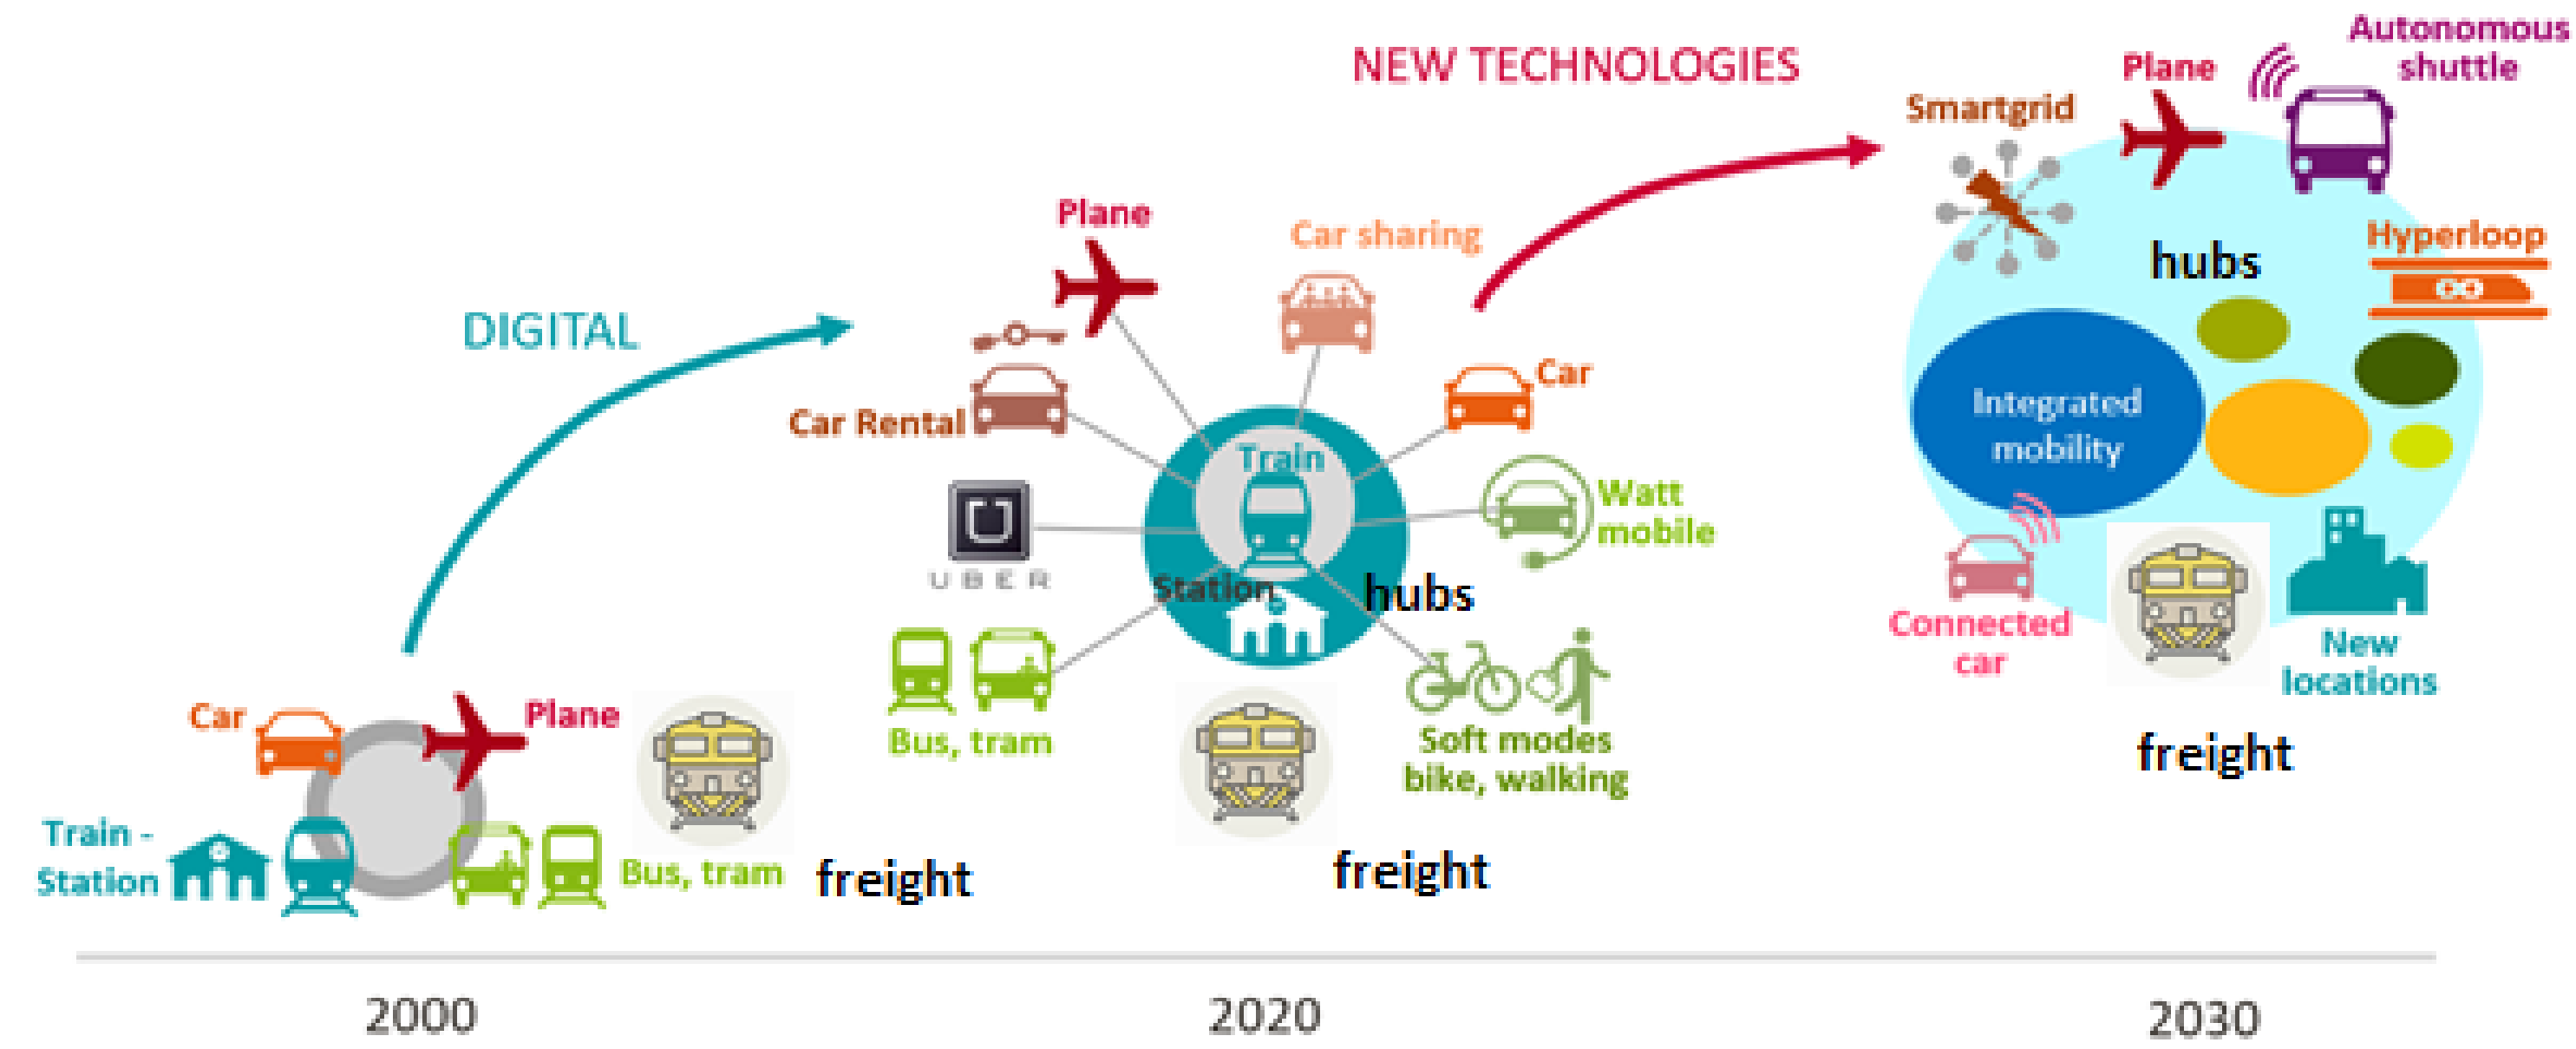 NEW TECHNOLOGIES
Autonomous
shuttle
Plane
Smartgrid
Hyperloop
hubs
Integrated
mobility
Connected
car
New
locations
freight
DIGITAL
Plane
Car sharing
Car
Car Rental
Train
Watt
mobile
UBER
Station
hubs
Bus, tram
Soft modes
bike, walking
freight
Car
Plane
Train -
Station
Bus, tram
freight
2000
2020
2030